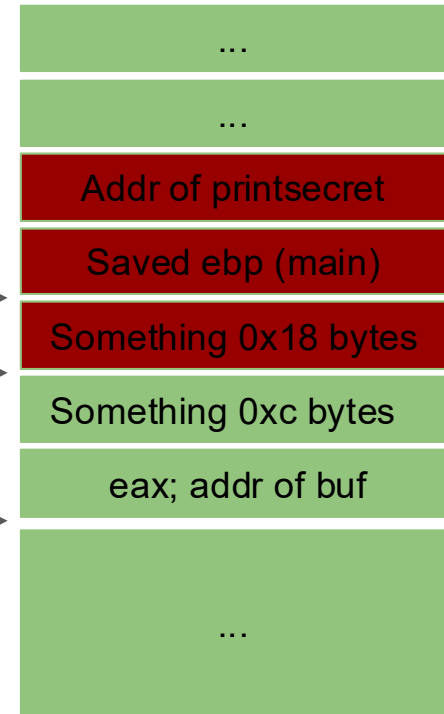 ...
...
Addr of printsecret
Saved ebp (main)
Something 0x18 bytes
Something 0xc bytes
eax; addr of buf
...